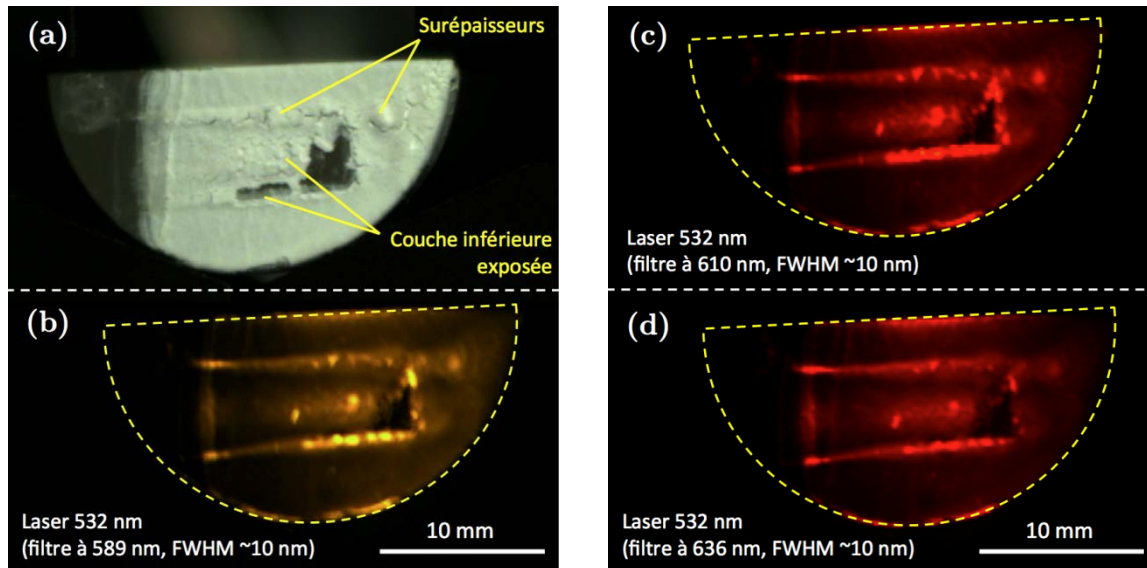 (a)
Surépaisseurs
Couche inférieure
exposée
(b)
Laser 532 nm
(filtre à 589 nm, FWHM ~10 nm)
10 mm
(c)
Laser 532 nm
(filtre à 610 nm, FWHM ~10 nm)
(d)
Laser 532 nm
(filtre à 636 nm, FWHM ~10 nm)
10 mm